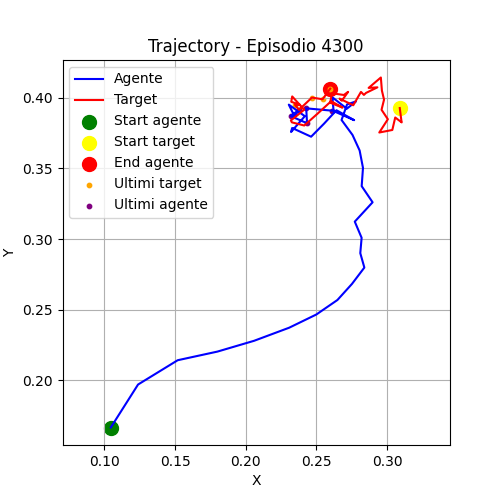 Trajectory - Episodio 4300
Agente
Target
Start agente
Start target
End agente
Ultimi target
Ultimi agente
0.40
0.35
0.30
0.25
0.20
Y
0.10 0.15 0.20 0.25 0.30
X